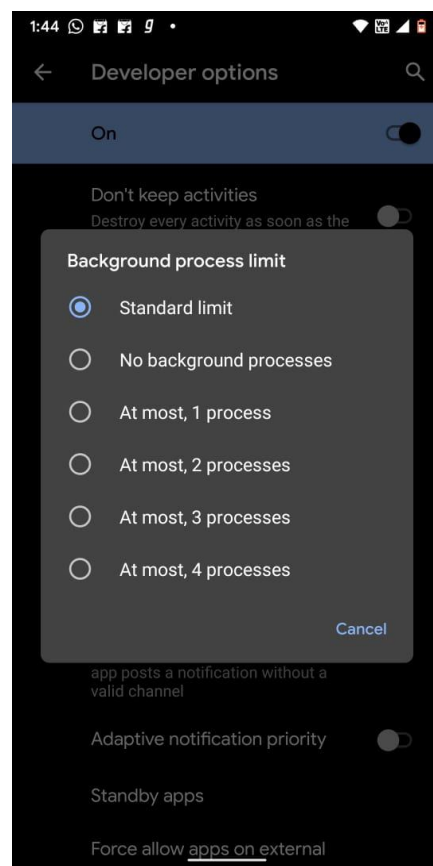 1:44 g
Vo)
LTE
Developer options
On
Don't keep activities
Destroy every activity as soon as the
Background process limit
Standard limit
No background processes
At most, 1 process
At most, 2 processes
At most, 3 processes
At most, 4 processes
Cancel
app posts a notification without a
valid channel
Adaptive notification priority
Standby apps
Force allow apps on external